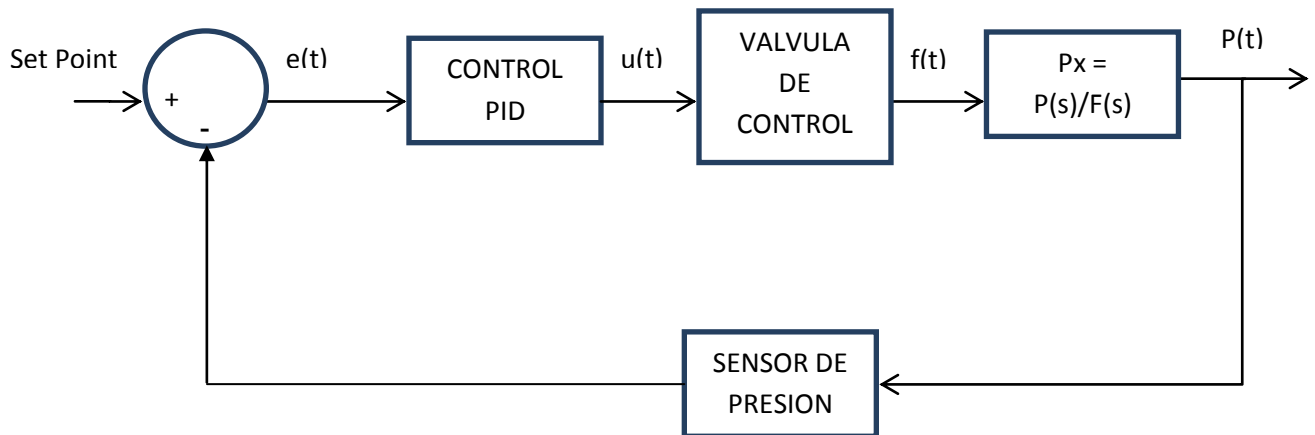 Set Point
+
-
e(t)
CONTROL
PID
u(t)
VALVULA
DE
CONTROL
f(t)
Px =
P(s)/F(s)
P(t)
SENSOR DE
PRESION